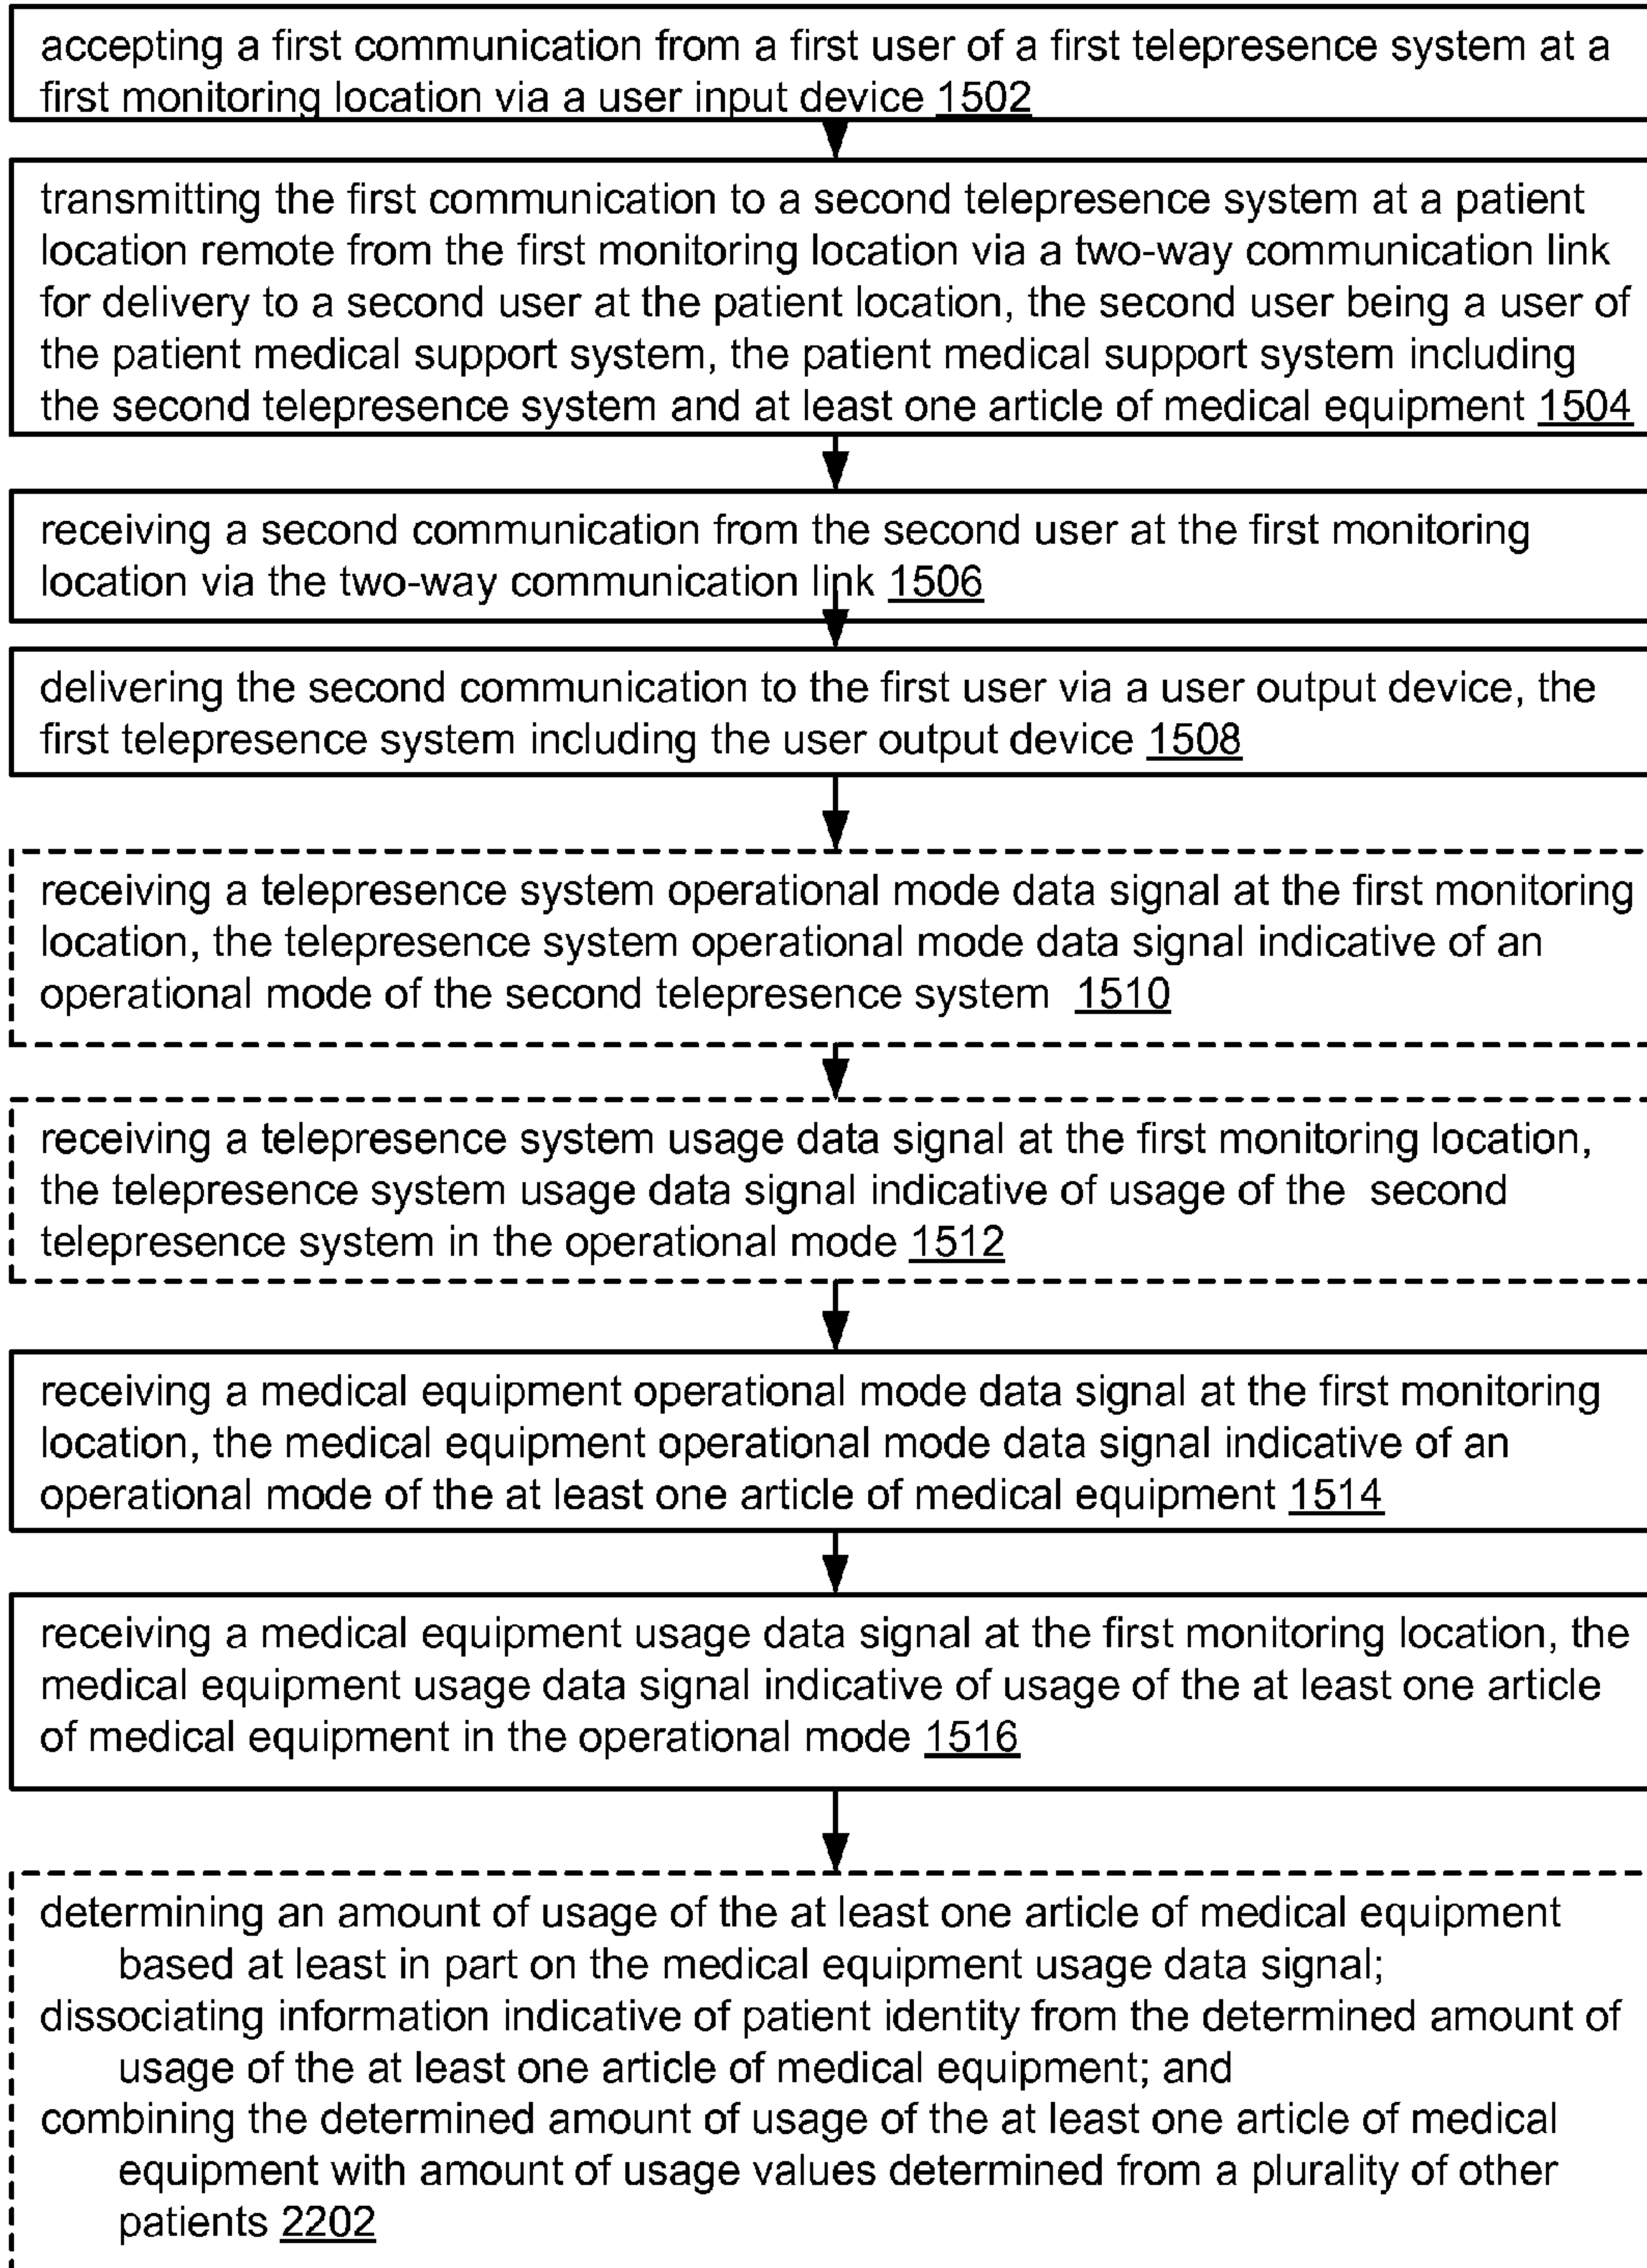 accepting a first communication from a first user of a first telepresence system at a
first monitoring location via a user input device 1502
transmitting the first communication to a second telepresence system at a patient
location remote from the first monitoring location via a two-way communication link
for delivery to a second user at the patient location, the second user being a user of
the patient medical support system, the patient medical support system including
the second telepresence system and at least one article of medical equipment 1504
receiving a second communication from the second user at the first monitoring
location via the two-way communication link 1506
delivering the second communication to the first user via a user output device, the
first telepresence system including the user output device 1508
receiving a telepresence system operational mode data signal at the first monitoring
location, the telepresence system operational mode data signal indicative of an
operational mode of the second telepresence system 1510
receiving a telepresence system usage data signal at the first monitoring location,
the telepresence system usage data signal indicative of usage of the second
telepresence system in the operational mode 1512
receiving a medical equipment operational mode data signal at the first monitoring
location, the medical equipment operational mode data signal indicative of an
operational mode of the at least one article of medical equipment 1514
receiving a medical equipment usage data signal at the first monitoring location, the
medical equipment usage data signal indicative of usage of the at least one article
of medical equipment in the operational mode 1516
determining an amount of usage of the at least one article of medical equipment
based at least in part on the medical equipment usage data signal;
dissociating information indicative of patient identity from the determined amount of
usage of the at least one article of medical equipment; and
combining the determined amount of usage of the at least one article of medical
equipment with amount of usage values determined from a plurality of other
patients 2202